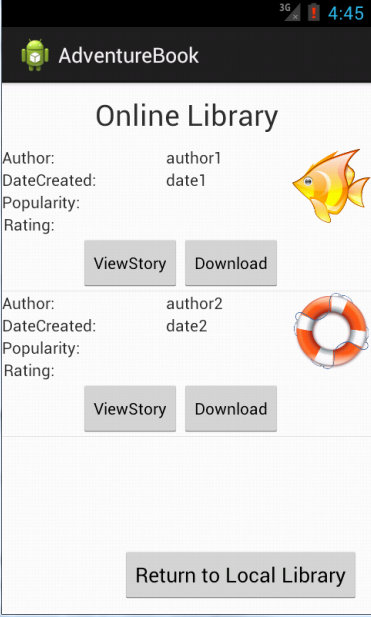 3G 4:45
AdventureBook
Online Library
Author: author1
DateCreated: date1
Popularity:
Rating:
ViewStory Download
Author: author2
DateCreated: date2
Popularity:
Rating:
ViewStory Download
Return to Local Library